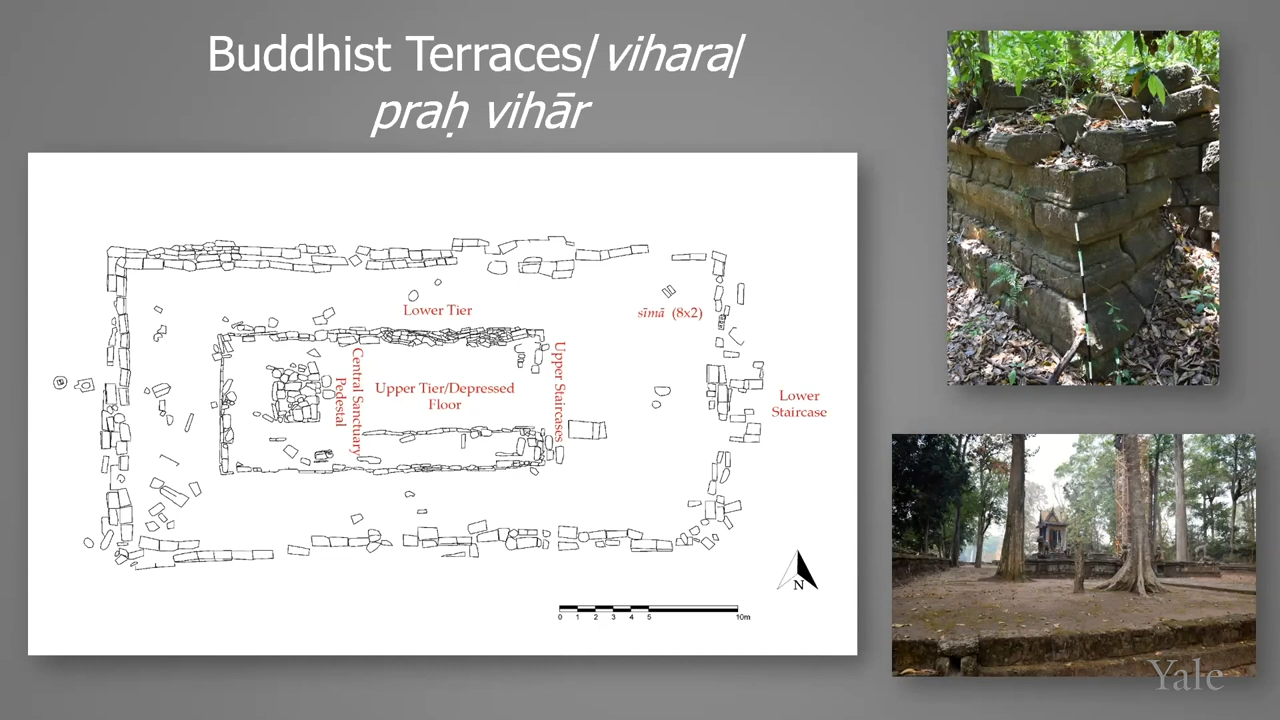 Buddhist Terraces/vihara/
praḥ vihār
Lower Tier
sīmā (8x2)
Central Sanctuary
Pedestal
Upper Tier/Depressed
Floor
Upper Staircases
Lower
Staircase
N
0 1 2 3 4 5 10m
Yale